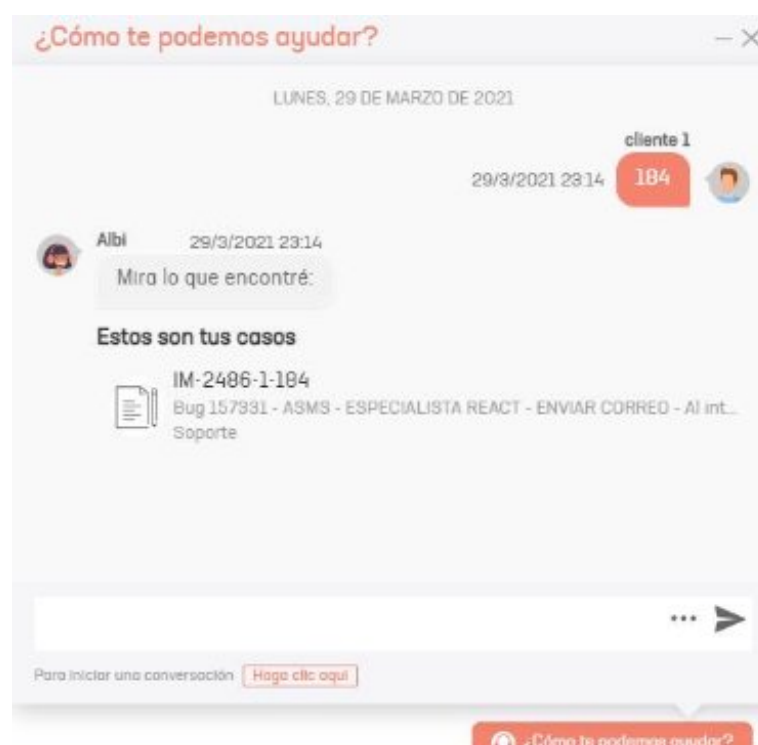 ¿Cómo te podemos ayudar?
LUNES, 29 DE MARZO DE 2021
cliente 1
29/3/2021 23:14 184
Albi 29/3/2021 23:14
Mira lo que encontré:
Estos son tus casos
IM-2486-1-184
Bug 157331 - ASMS - ESPECIALISTA REACT - ENVIAR CORREO - Al int...
Soporte
Para iniciar una conversación Haga clic aquí
¿Cómo te podemos ayudar?